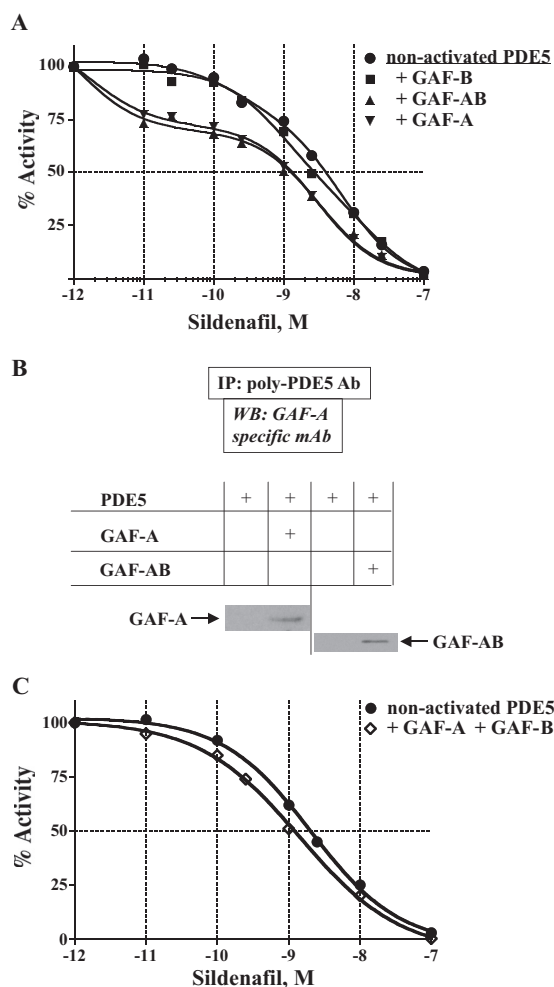 A
100
75
50
25
% Activity
-12 -11 -10 -9 -8 -7
Sildenafil, M
non-activated PDE5
+ GAF-B
+ GAF-AB
+ GAF-A
B
IP: poly-PDE5 Ab
WB: GAF-A
specific mAb
PDE5 + + + +
GAF-A +
GAF-AB +
GAF-A
GAF-AB
C
100
75
50
25
0
% Activity
-12 -11 -10 -9 -8 -7
Sildenafil, M
non-activated PDE5
+ GAF-A + GAF-B